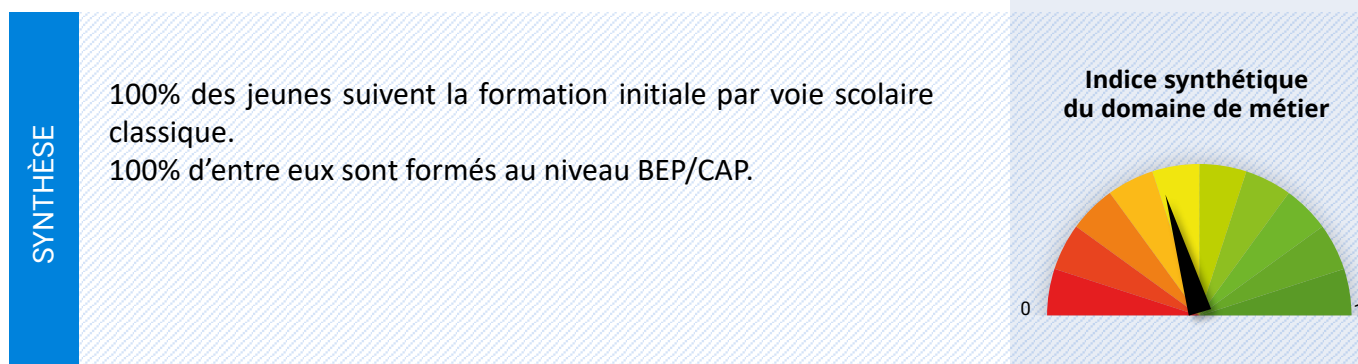 SYNTHÈSE
100% des jeunes suivent la formation initiale par voie scolaire
classique.
100% d’entre eux sont formés au niveau BEP/CAP.
Indice synthétique
du domaine de métier
0